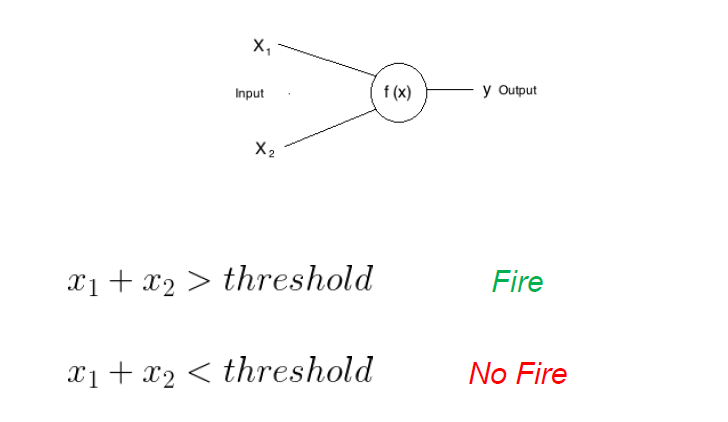 X₁
Input
f (x)
y Output
X₂
x₁ + x₂ > threshold Fire
x₁ + x₂ < threshold No Fire